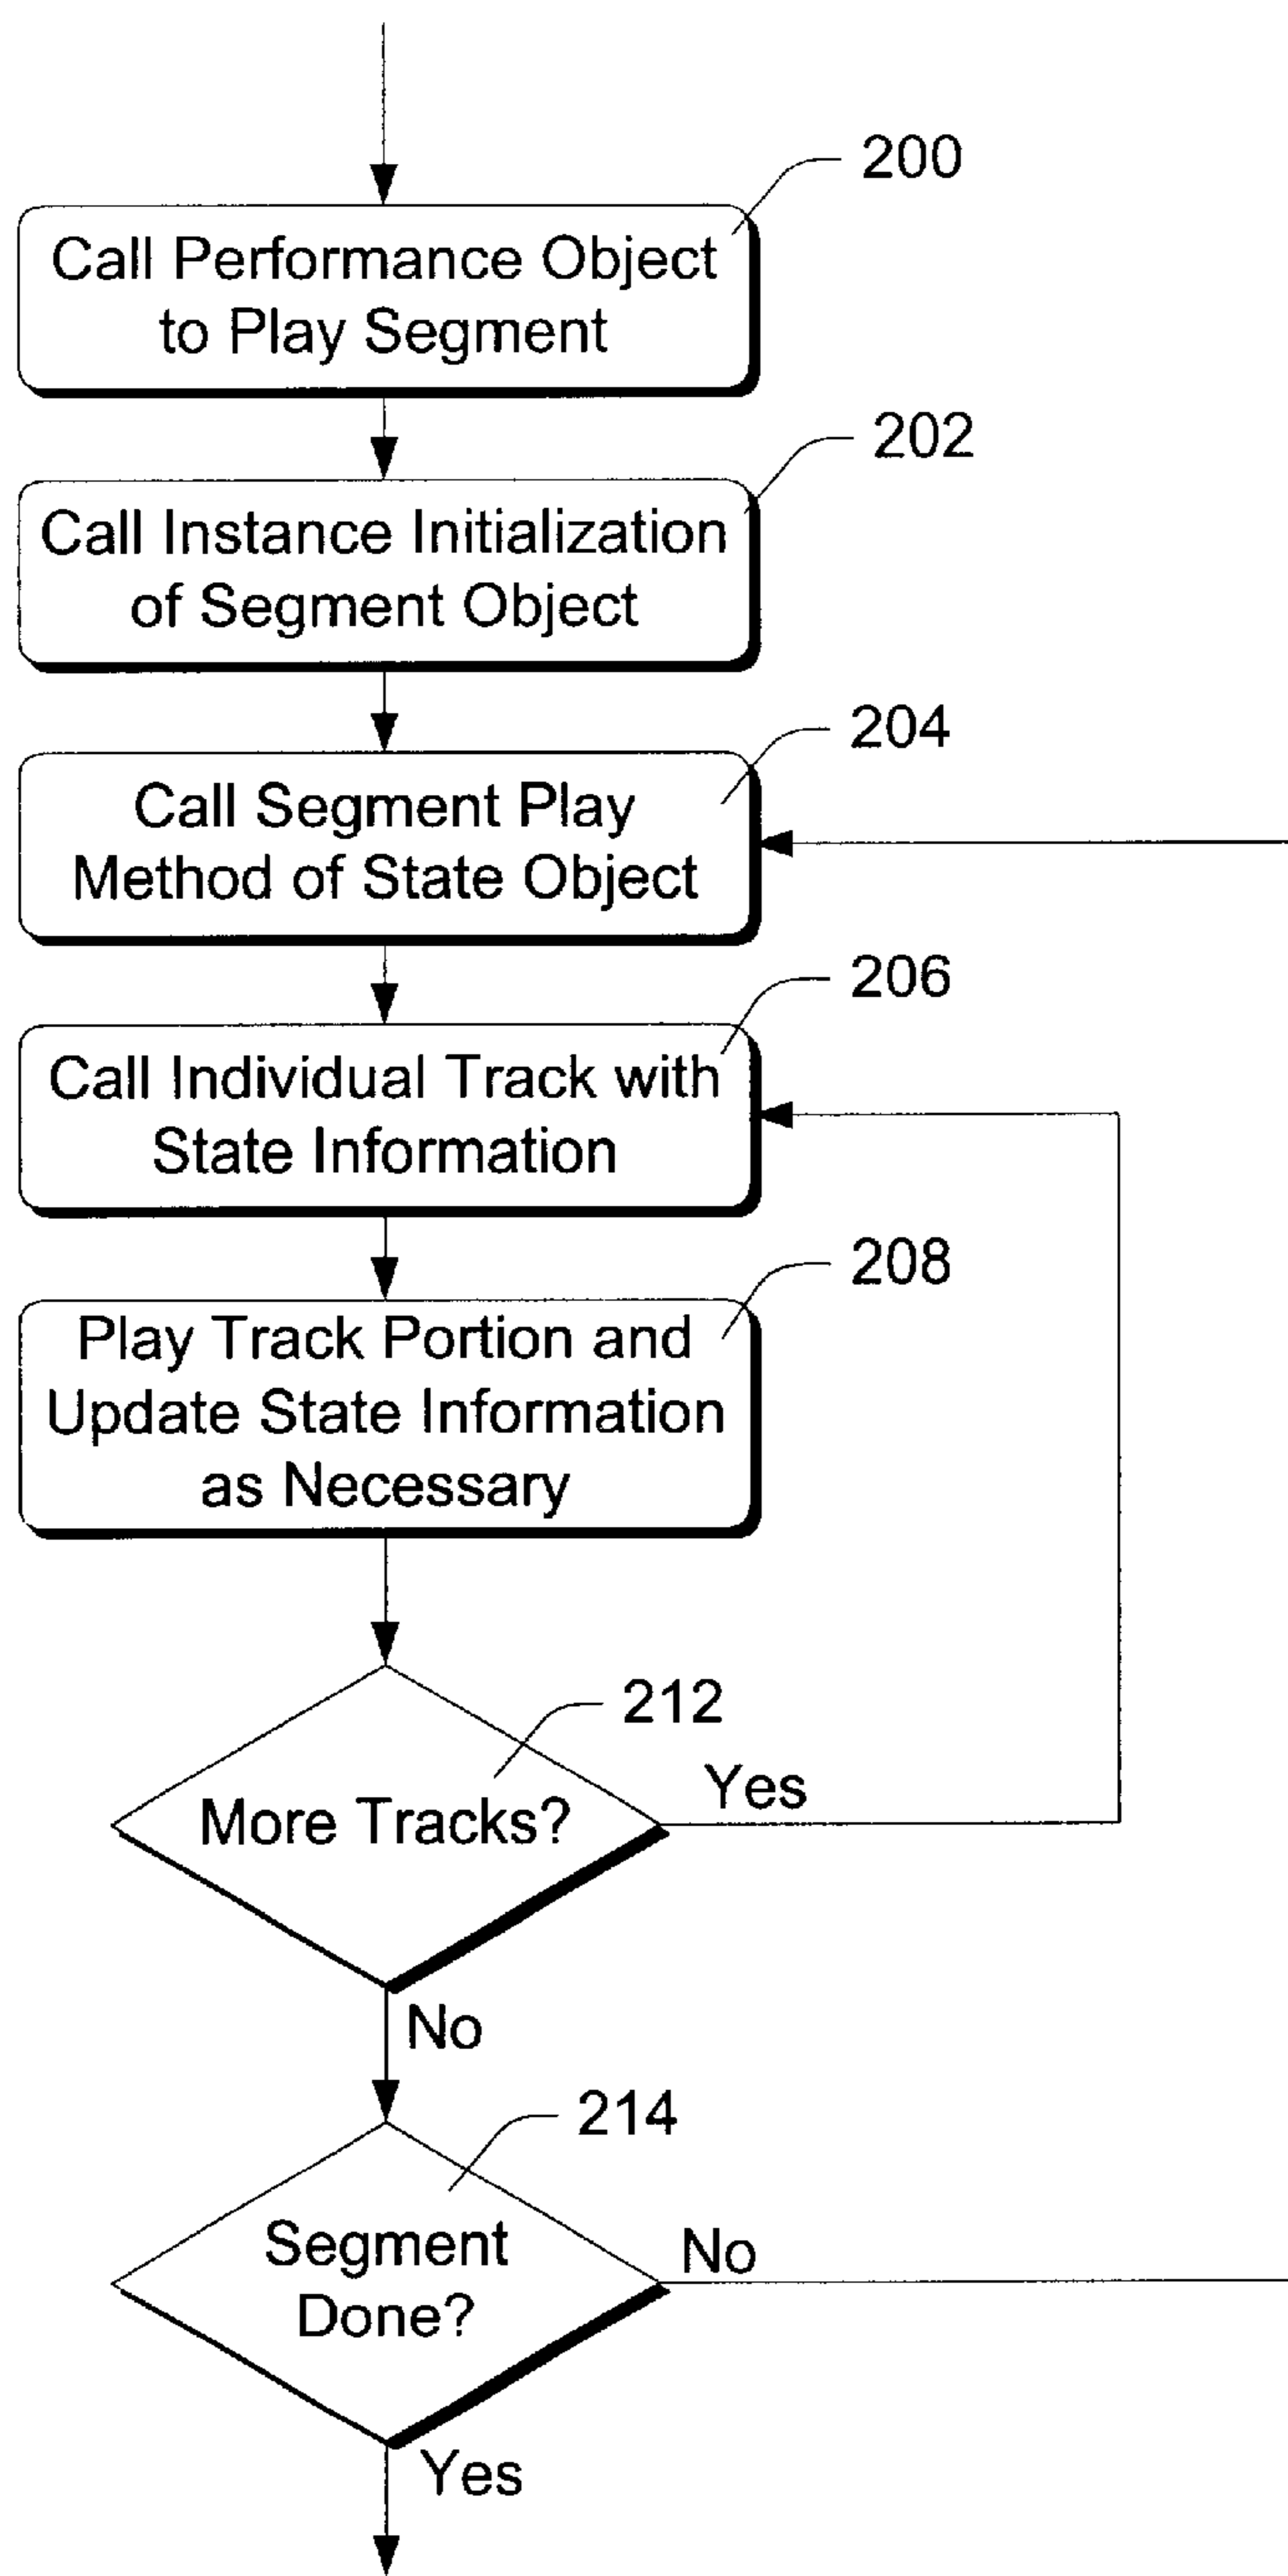 200
Call Performance Object
to Play Segment
202
Call Instance Initialization
of Segment Object
204
Call Segment Play
Method of State Object
206
Call Individual Track with
State Information
208
Play Track Portion and
Update State Information
as Necessary
212
More Tracks?
Yes
No
214
Segment
Done?
No
Yes